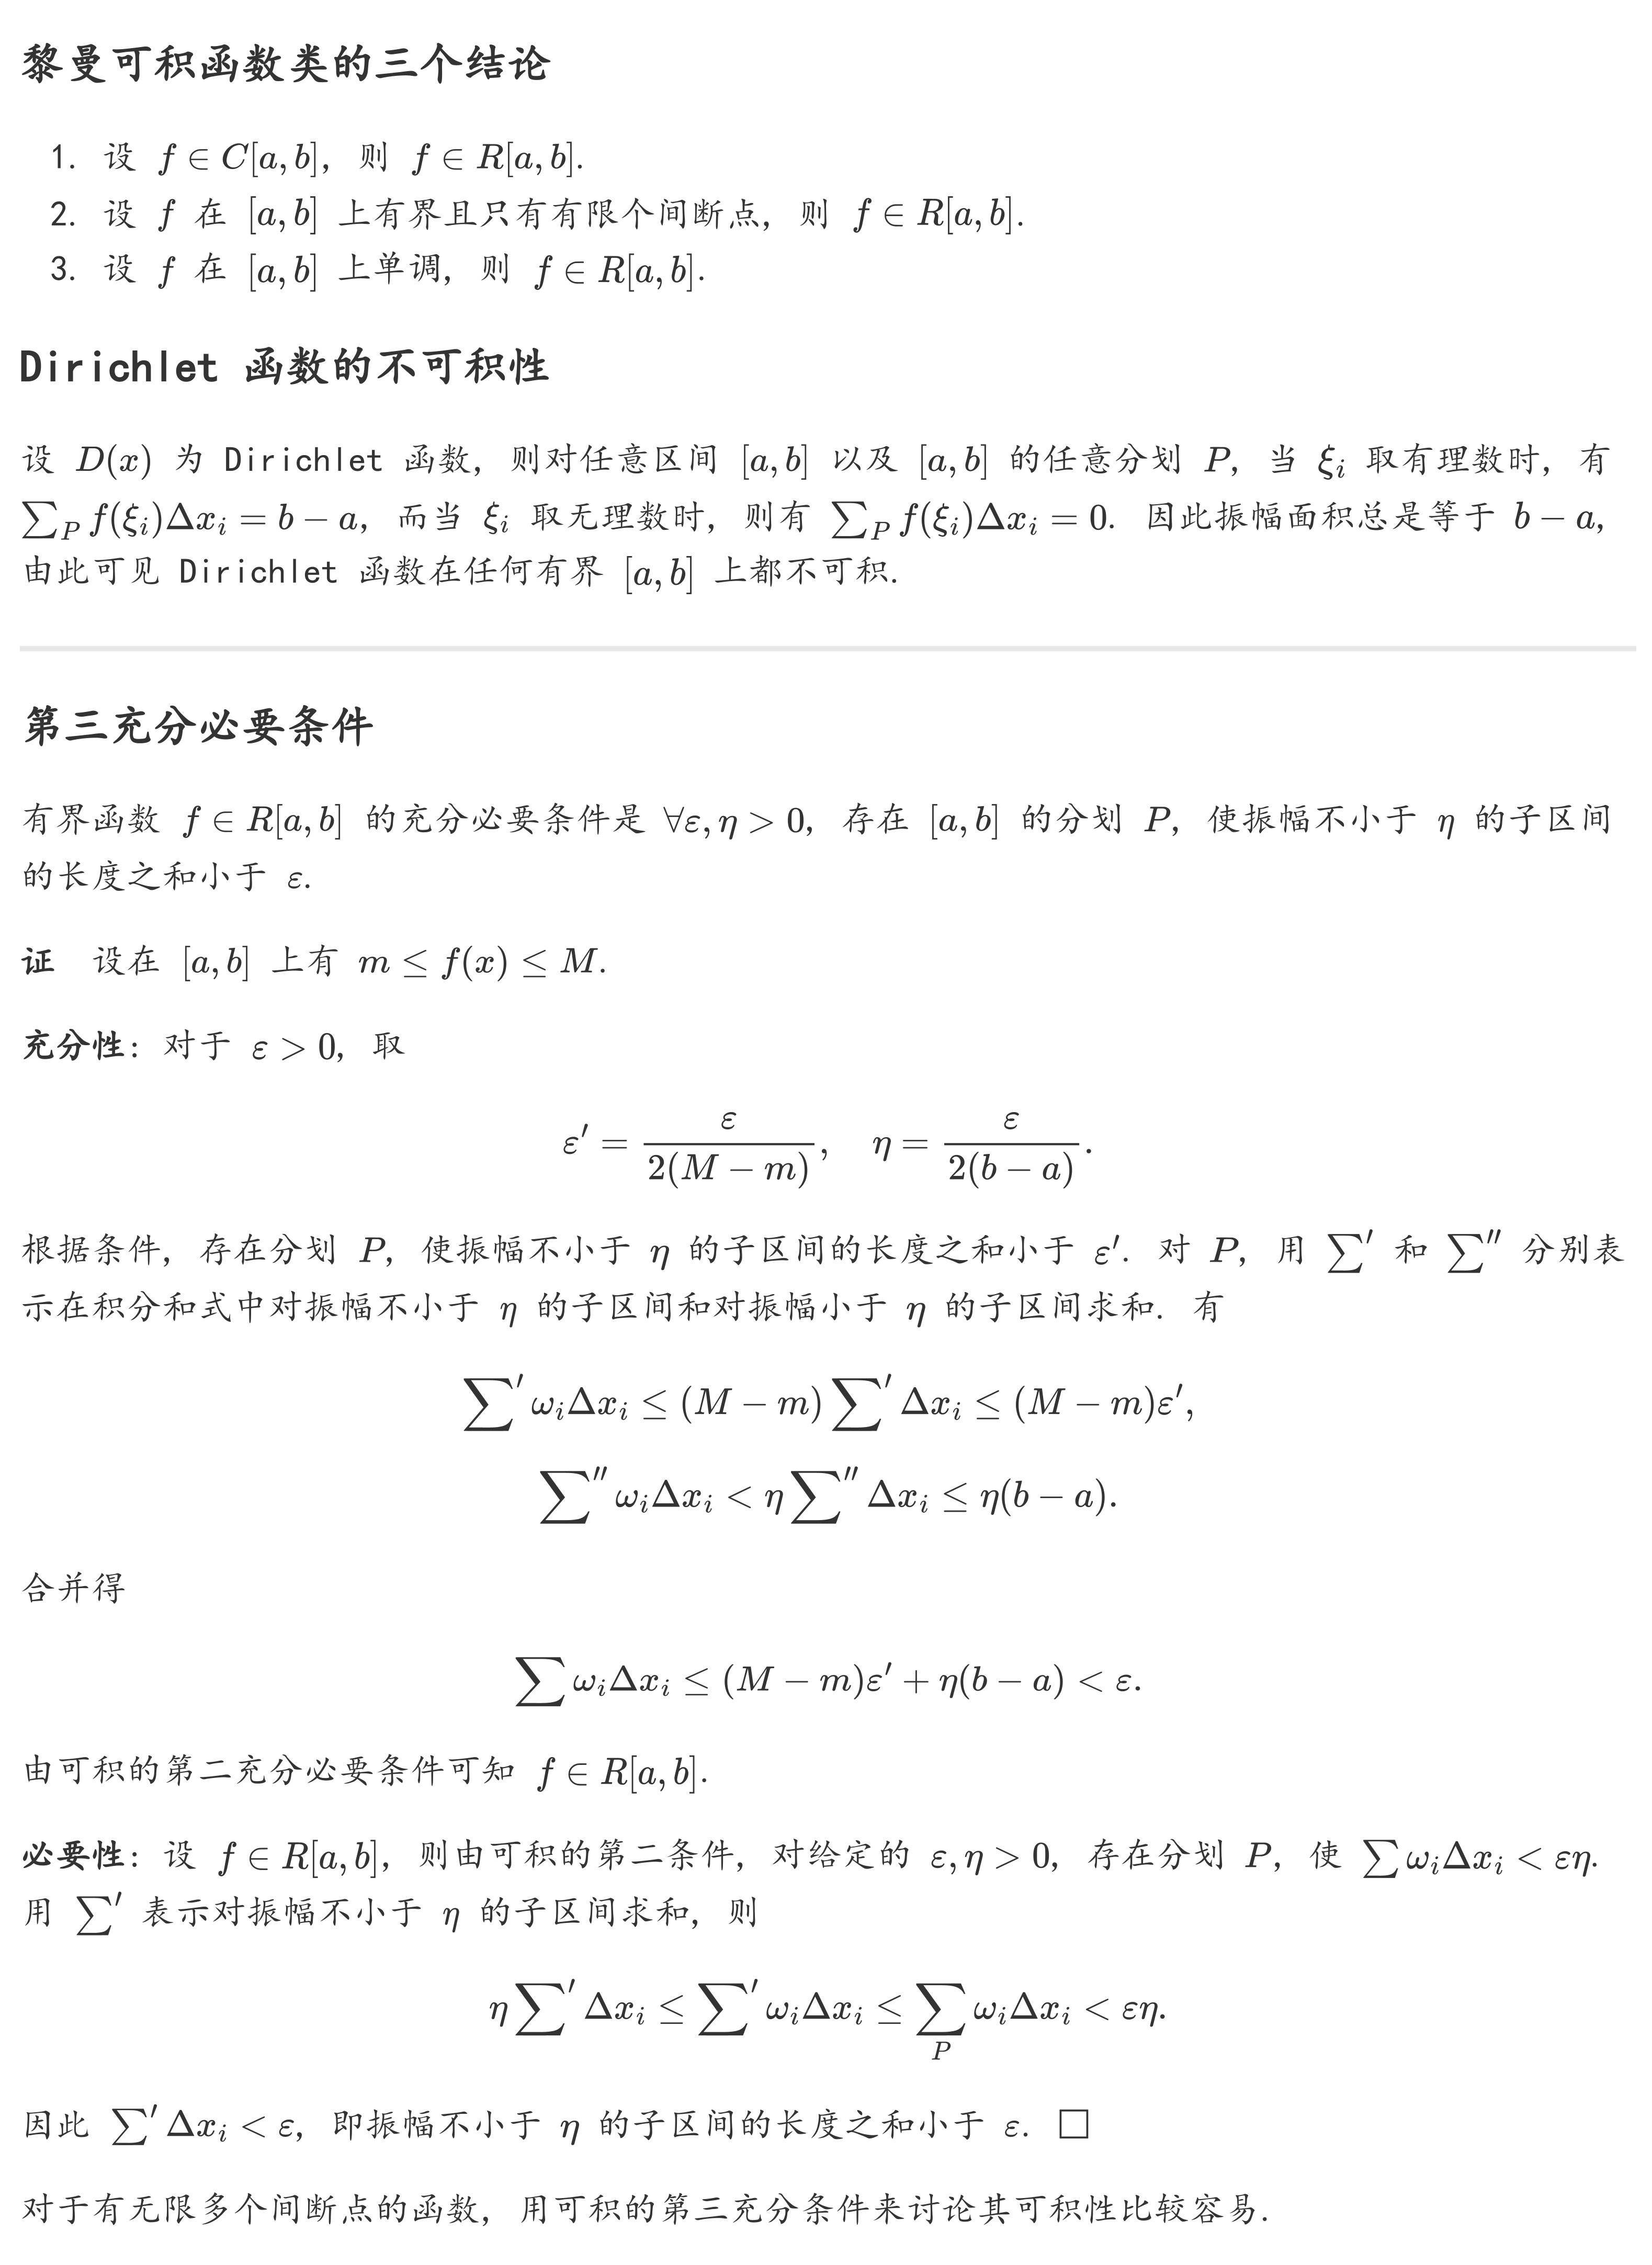 黎曼可积函数类的三个结论
1. 设 $f \in C[a, b]$，则 $f \in R[a, b]$.
2. 设 $f$ 在 $[a, b]$ 上有界且只有有限个间断点，则 $f \in R[a, b]$.
3. 设 $f$ 在 $[a, b]$ 上单调，则 $f \in R[a, b]$.
Dirichlet 函数的不可积性
设 $D(x)$ 为 Dirichlet 函数，则对任意区间 $[a, b]$ 以及 $[a, b]$ 的任意分划 $P$，当 $\xi_i$ 取有理数时，有
$\sum_P f(\xi_i) \Delta x_i = b - a$，而当 $\xi_i$ 取无理数时，则有 $\sum_P f(\xi_i) \Delta x_i = 0$. 因此振幅面积总是等于 $b - a$，
由此可见 Dirichlet 函数在任何有界 $[a, b]$ 上都不可积.
第三充分必要条件
有界函数 $f \in R[a, b]$ 的充分必要条件是 $\forall \varepsilon, \eta > 0$，存在 $[a, b]$ 的分划 $P$，使振幅不小于 $\eta$ 的子区间
的长度之和小于 $\varepsilon$.
证 设在 $[a, b]$ 上有 $m \leq f(x) \leq M$.
充分性：对于 $\varepsilon > 0$，取
$$\varepsilon' = \frac{\varepsilon}{2(M - m)}, \quad \eta = \frac{\varepsilon}{2(b - a)}.$$
根据条件，存在分划 $P$，使振幅不小于 $\eta$ 的子区间的长度之和小于 $\varepsilon'$. 对 $P$，用 $\sum'$ 和 $\sum''$ 分别表
示在积分和式中对振幅不小于 $\eta$ 的子区间和对振幅小于 $\eta$ 的子区间求和. 有
$$\sum{}' \omega_i \Delta x_i \leq (M - m) \sum{}' \Delta x_i \leq (M - m) \varepsilon',$$
$$\sum{}'' \omega_i \Delta x_i < \eta \sum{}'' \Delta x_i \leq \eta(b - a).$$
合并得
$$\sum \omega_i \Delta x_i \leq (M - m) \varepsilon' + \eta(b - a) < \varepsilon.$$
由可积的第二充分必要条件可知 $f \in R[a, b]$.
必要性：设 $f \in R[a, b]$，则由可积的第二条件，对给定的 $\varepsilon, \eta > 0$，存在分划 $P$，使 $\sum \omega_i \Delta x_i < \varepsilon \eta$.
用 $\sum'$ 表示对振幅不小于 $\eta$ 的子区间求和，则
$$\eta \sum{}' \Delta x_i \leq \sum{}' \omega_i \Delta x_i \leq \sum_P \omega_i \Delta x_i < \varepsilon \eta.$$
因此 $\sum' \Delta x_i < \varepsilon$，即振幅不小于 $\eta$ 的子区间的长度之和小于 $\varepsilon$. □
对于有无限多个间断点的函数，用可积的第三充分条件来讨论其可积性比较容易.